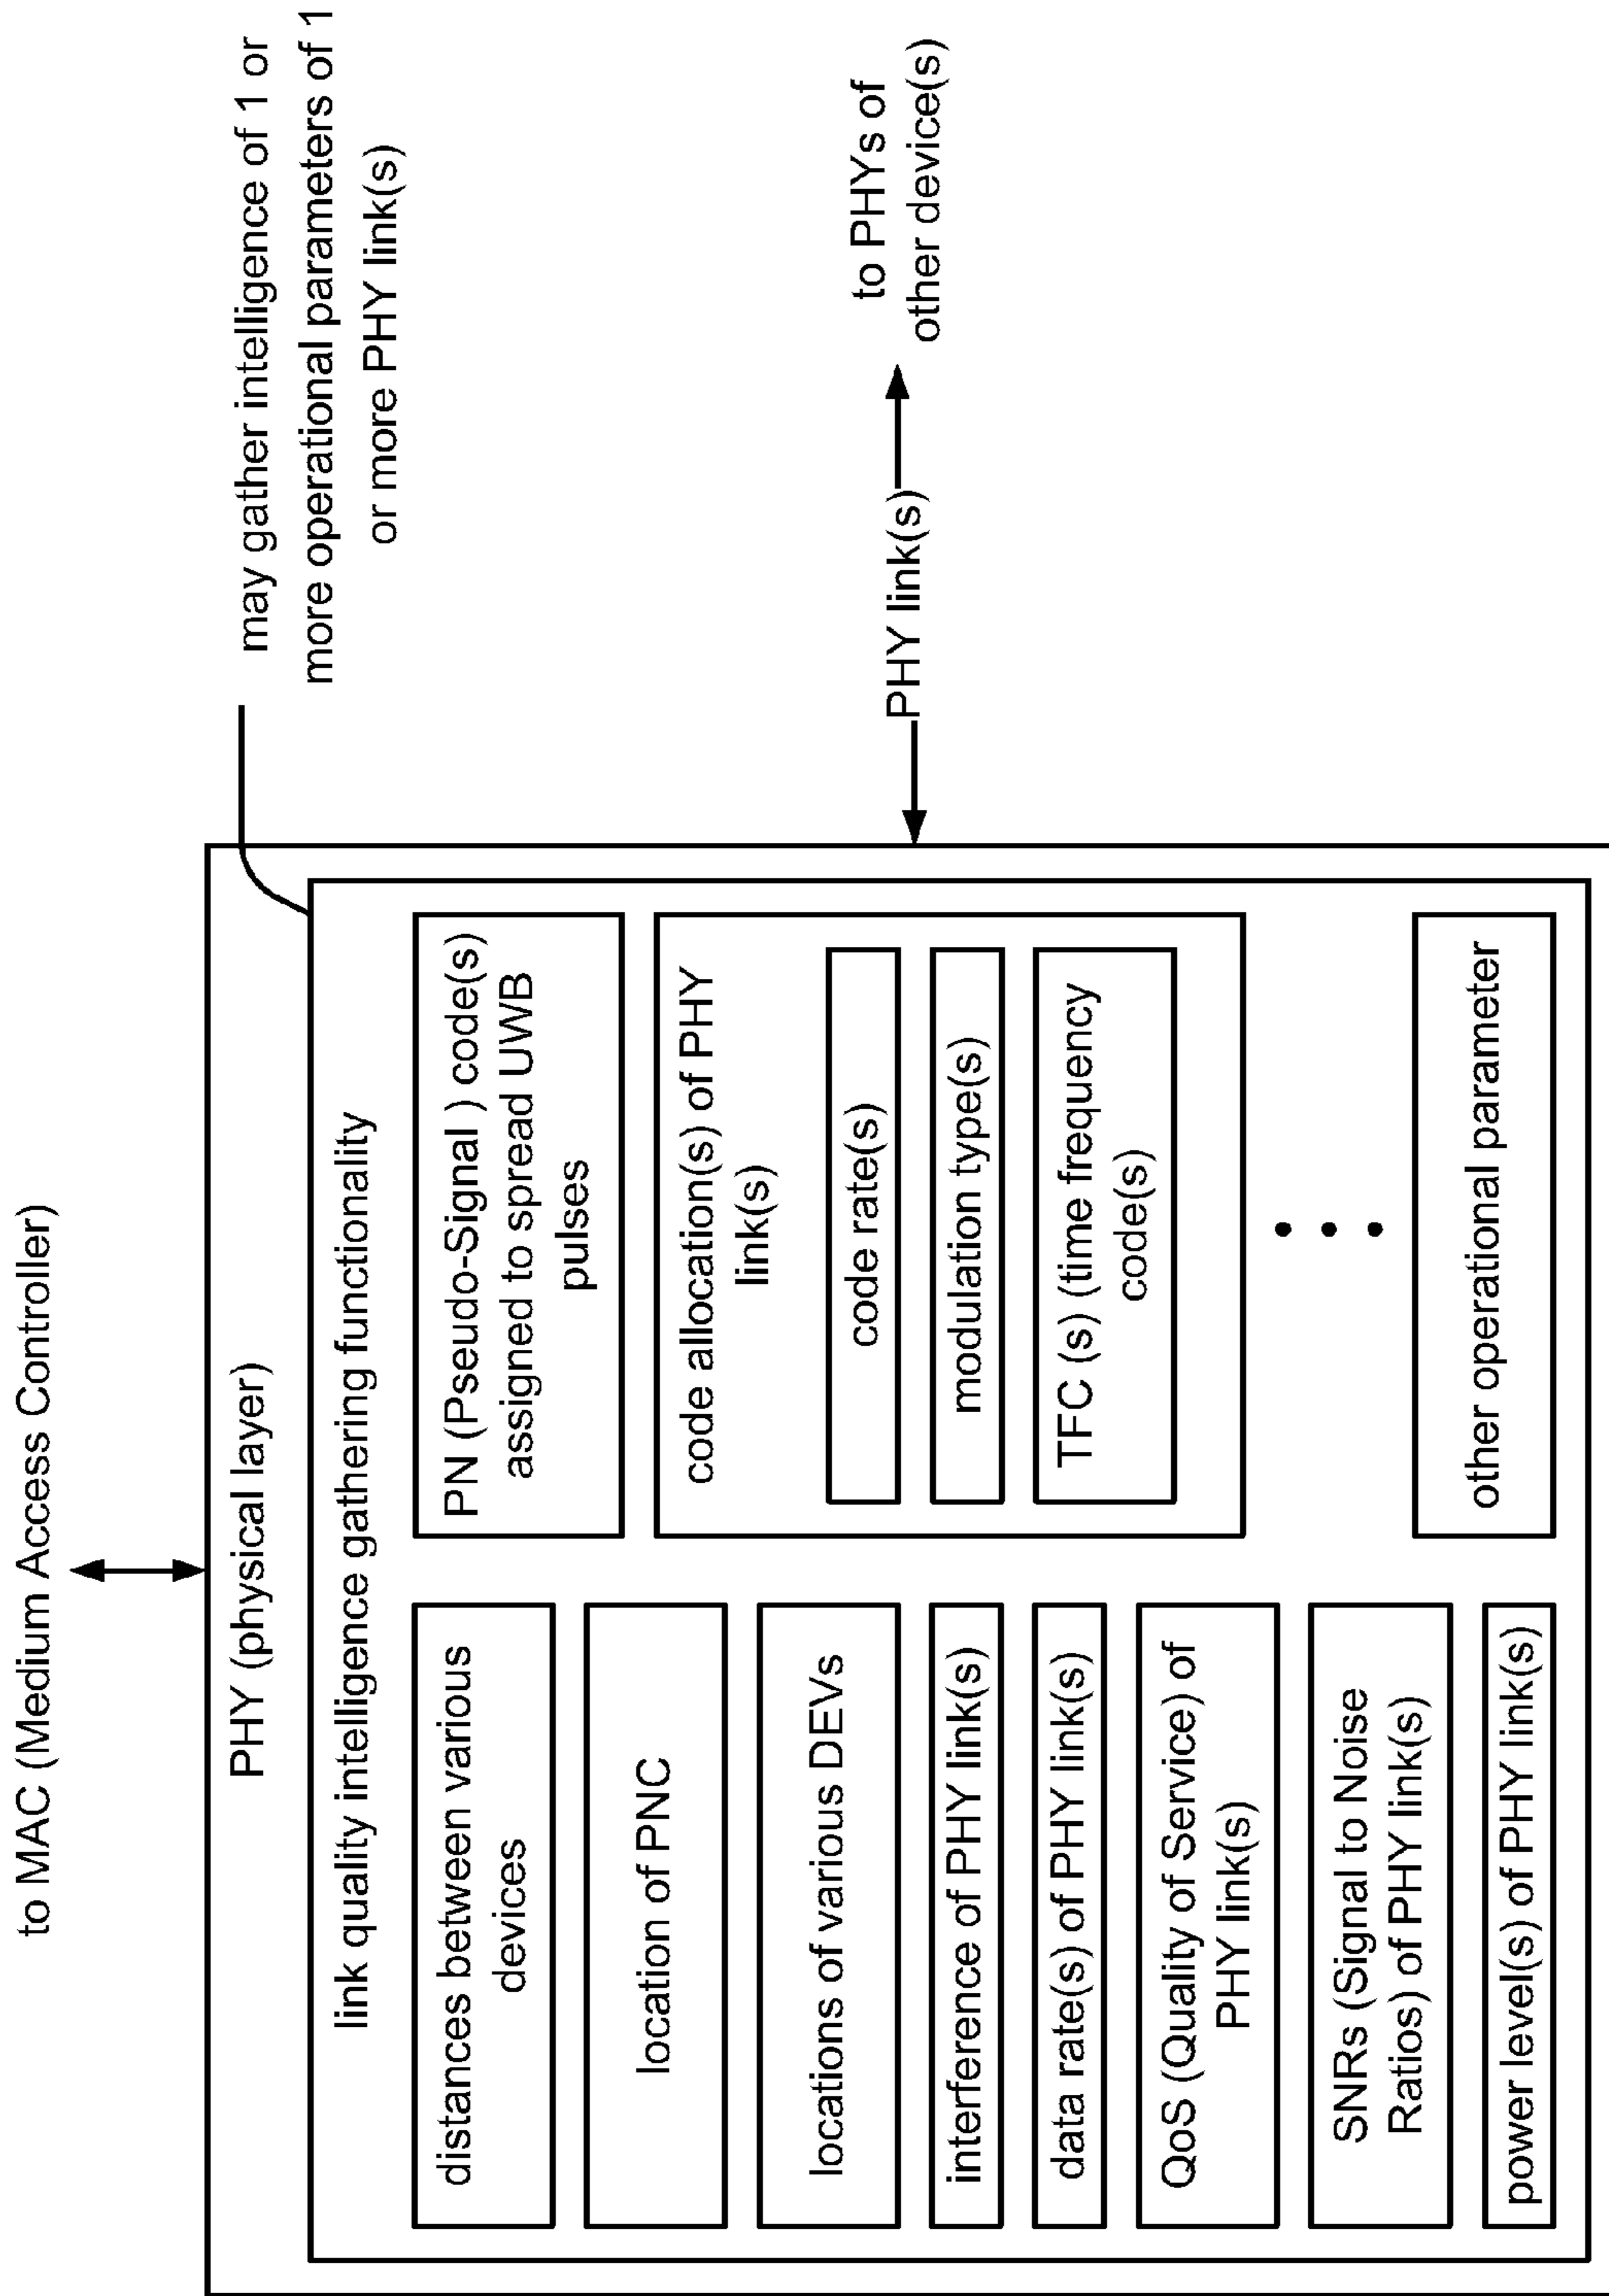 to MAC (Medium Access Controller)
PHY (physical layer)
may gather intelligence of 1 or
more operational parameters of 1
or more PHY link(s)
link quality intelligence gathering functionality
distances between various
devices
location of PNC
locations of various DEVs
interference of PHY link(s)
data rate(s) of PHY link(s)
QoS (Quality of Service) of
PHY link(s)
SNRs (Signal to Noise
Ratios) of PHY link(s)
power level(s) of PHY link(s)
PN (Pseudo-Signal ) code(s)
assigned to spread UWB
pulses
code allocation(s) of PHY
link(s)
code rate(s)
modulation type(s)
TFC (s) (time frequency
code(s)
other operational parameter
PHY link(s)
to PHYs of
other device(s)